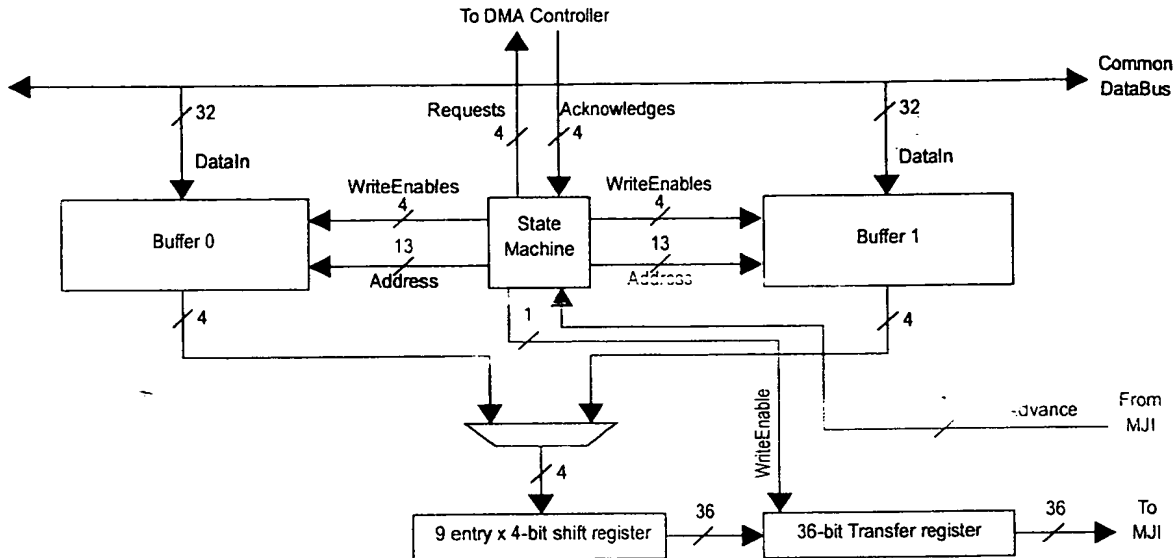 To DMA Controller
Common
DataBus
32
Requests
4
Acknowledges
4
32
DataIn
DataIn
WriteEnables
4
WriteEnables
4
Buffer 0
State
Machine
Buffer 1
13
Address
13
Address
4
1
4
WriteEnable
From
MJI
4
9 entry x 4-bit shift register
36
36-bit Transfer register
36
To
MJI